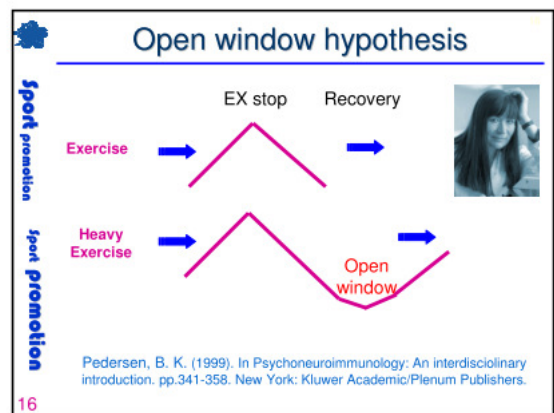 Open window hypothesis
Sport promotion
Sport promotion
EX stop Recovery
Exercise
Heavy
Exercise
Open
window
Pedersen, B. K. (1999). In Psychoneuroimmunology: An interdisciolinary
introduction. pp.341-358. New York: Kluwer Academic/Plenum Publishers.
16